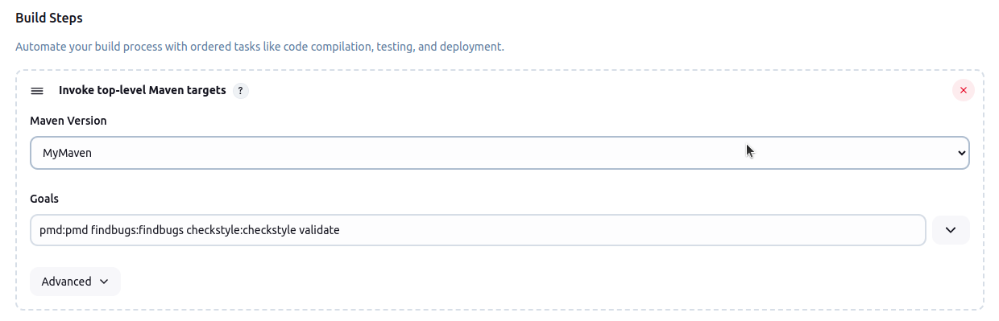 Build Steps
Automate your build process with ordered tasks like code compilation, testing, and deployment.
Invoke top-level Maven targets ?
Maven Version
MyMaven
Goals
pmd:pmd findbugs:findbugs checkstyle:checkstyle validate
Advanced